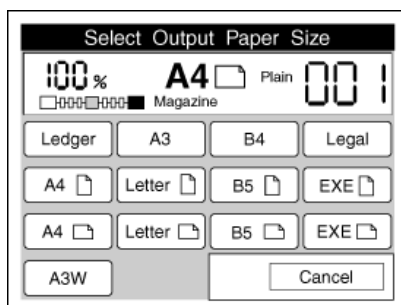 Select Output Paper Size
100% A4 Plain 001
Magazine
Ledger A3 B4 Legal
A4 Letter B5 EXE
A4 Letter B5 EXE
A3W Cancel